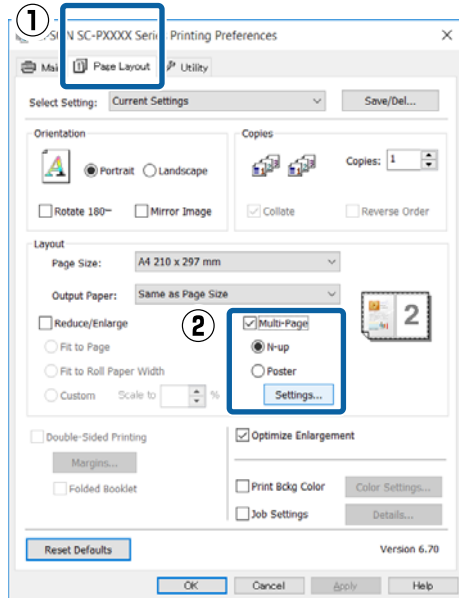 ①
EPSON SC-PXXXX Series Printing Preferences
Main Page Layout Utility
Select Setting: Current Settings Save/Del...
Orientation Copies
A Portrait Landscape Copies: 1
Rotate 180° Mirror Image Collate Reverse Order
Layout
Page Size: A4 210 x 297 mm
Output Paper: Same as Page Size
Reduce/Enlarge ② Multi-Page 2
Fit to Page N-up
Fit to Roll Paper Width Poster
Custom Scale to % Settings...
Double-Sided Printing Optimize Enlargement
Margins...
Folded Booklet Print Bckg Color Color Settings...
Job Settings Details...
Reset Defaults Version 6.70
OK Cancel Apply Help